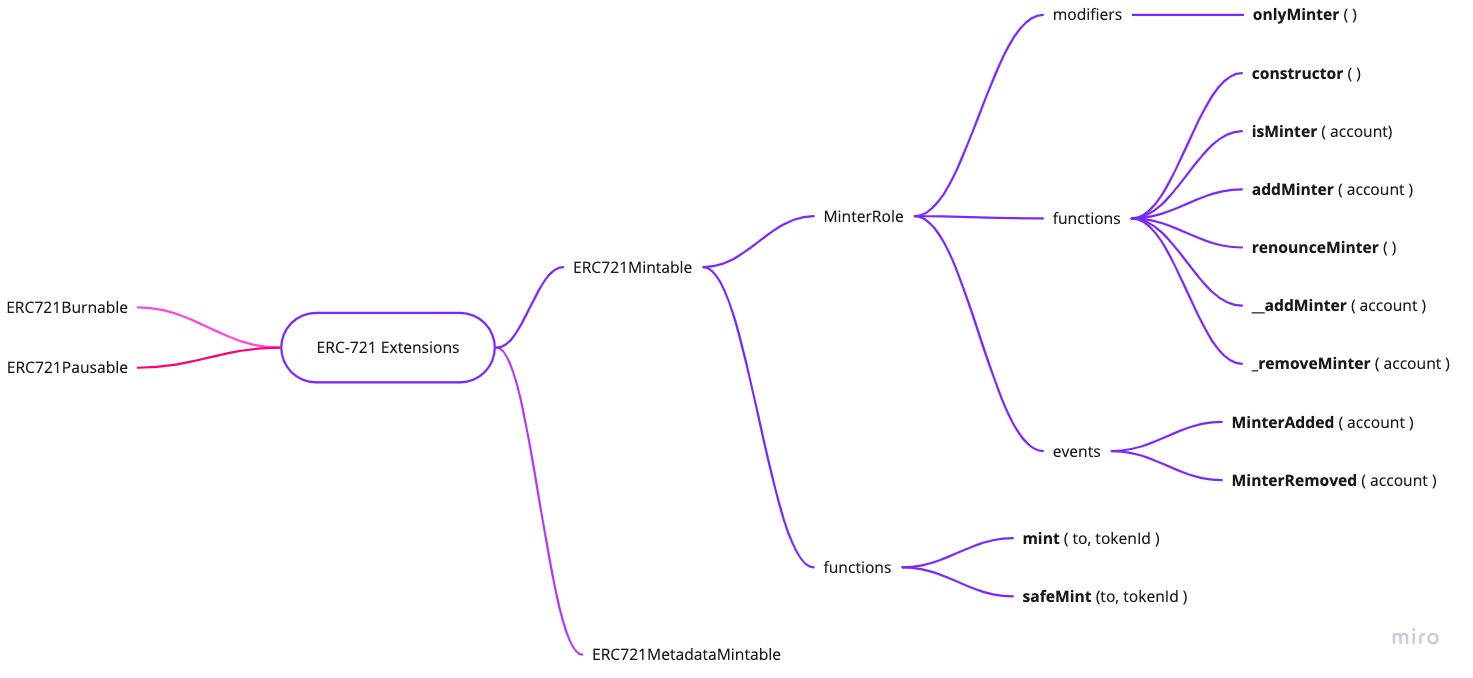 modifiers
onlyMinter ( )
constructor ( )
isMinter ( account)
addMinter ( account )
MinterRole
functions
renounceMinter ( )
ERC721Mintable
__addMinter ( account )
ERC721Burnable
ERC-721 Extensions
ERC721Pausable
_removeMinter ( account )
MinterAdded ( account )
events
MinterRemoved ( account )
mint ( to, tokenId )
functions
safeMint (to, tokenId )
miro
ERC721MetadataMintable